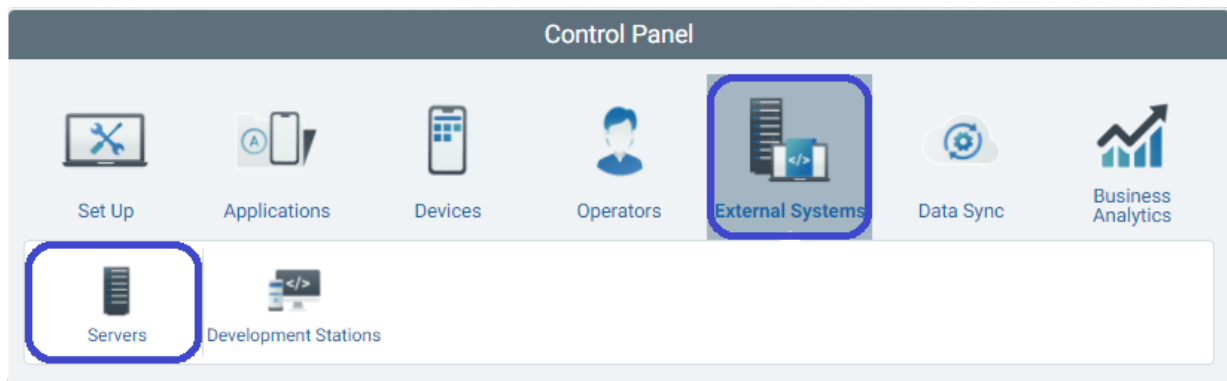 Control Panel
A
</>
Set Up
Applications
Devices
Operators
External Systems
Data Sync
Business
Analytics
</>
Servers
Development Stations